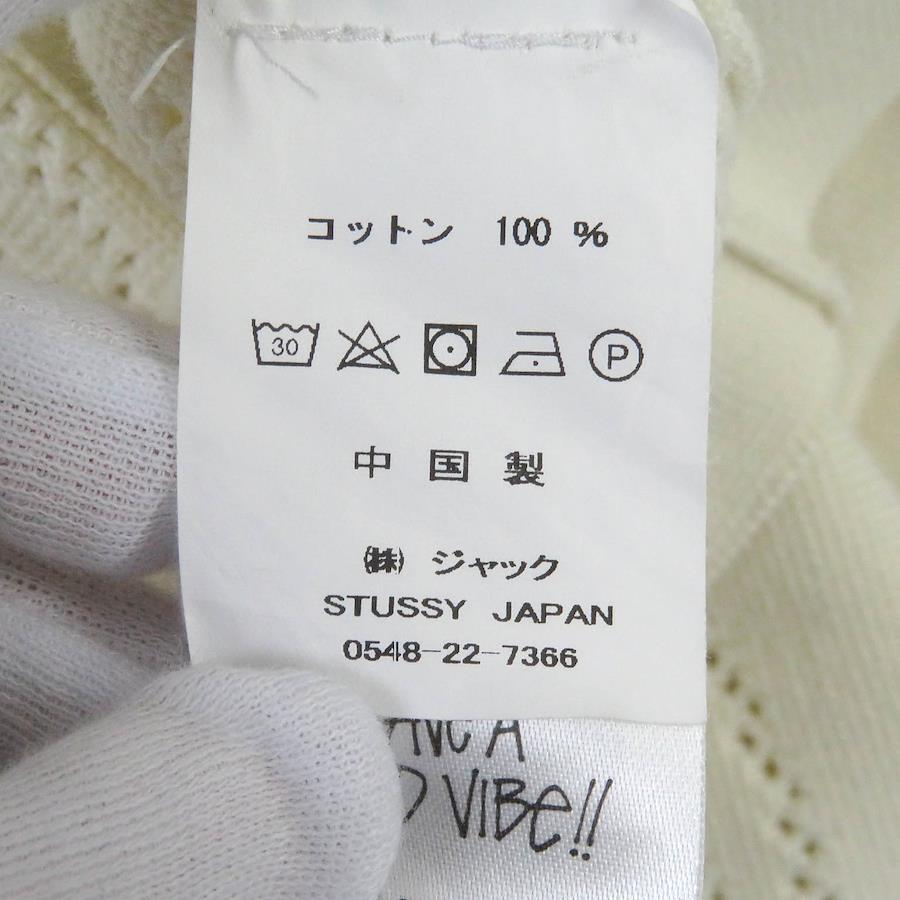 コットン 100 %
30
P
中国製
㈱ ジャック
STUSSY JAPAN
0548-22-7366
A
VIBe!!